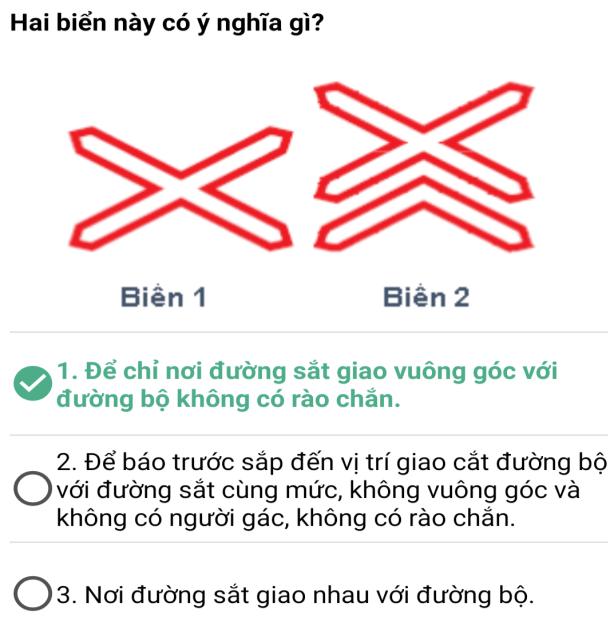 Hai biển này có ý nghĩa gì?
Biên 1
Biên 2
1. Để chỉ nơi đường sắt giao vuông góc với
đường bộ không có rào chắn.
2. Để báo trước sắp đến vị trí giao cắt đường bộ
với đường sắt cùng mức, không vuông góc và
không có người gác, không có rào chắn.
3. Nơi đường sắt giao nhau với đường bộ.